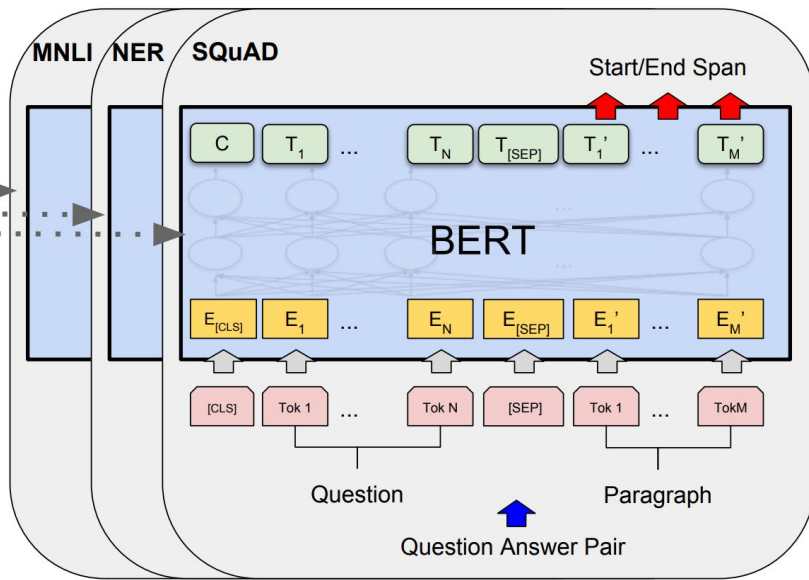 MNLI NER SQuAD
Start/End Span
C T1 ... TN T[SEP] T1’ ... TM’
BERT
E[CLS] E1 ... EN E[SEP] E1’ ... EM’
[CLS] Tok 1 ... Tok N [SEP] Tok 1 ... TokM
Question Paragraph
Question Answer Pair